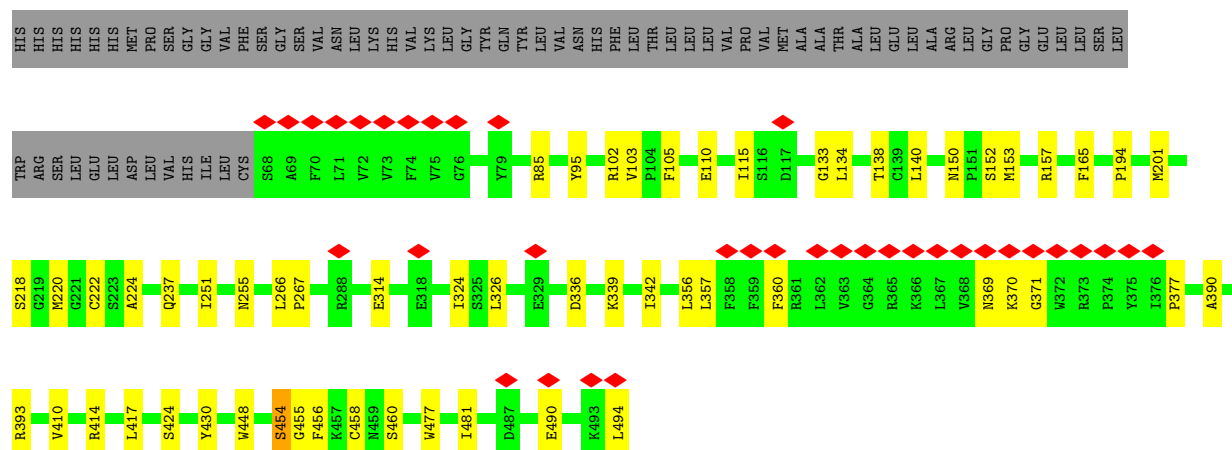 HIS HIS HIS HIS HIS HIS MET PRO SER GLY GLY VAL PHE SER GLY SER VAL ASN LEU LYS HIS VAL LYS LEU GLY TYR GLN TYR LEU VAL ASN HIS PHE LEU THR LEU LEU LEU VAL PRO VAL MET ALA ALA THR ALA LEU GLU LEU ALA ARG LEU GLY PRO GLY GLU LEU LEU SER LEU
TRP ARG SER LEU GLU LEU ASP LEU VAL HIS ILE LEU CYS S68 A69 F70 L71 V72 V73 F74 V75 G76 Y79 R85 Y95 R102 V103 P104 F105 E110 I115 S116 D117 G133 L134 T138 C139 L140 N150 P151 S152 M153 R157 F165 P194 M201
S218 G219 M220 G221 C222 S223 A224 Q237 I251 N255 L266 P267 R288 E314 E318 I324 S325 L326 E329 D336 K339 I342 L356 L357 F358 F359 F360 R361 L362 V363 G364 R365 K366 L367 V368 N369 K370 G371 W372 R373 P374 Y375 I376 P377 A390
R393 V410 R414 L417 S424 Y430 W448 S454 G455 F456 K457 C458 N459 S460 W477 I481 D487 E490 K493 L494